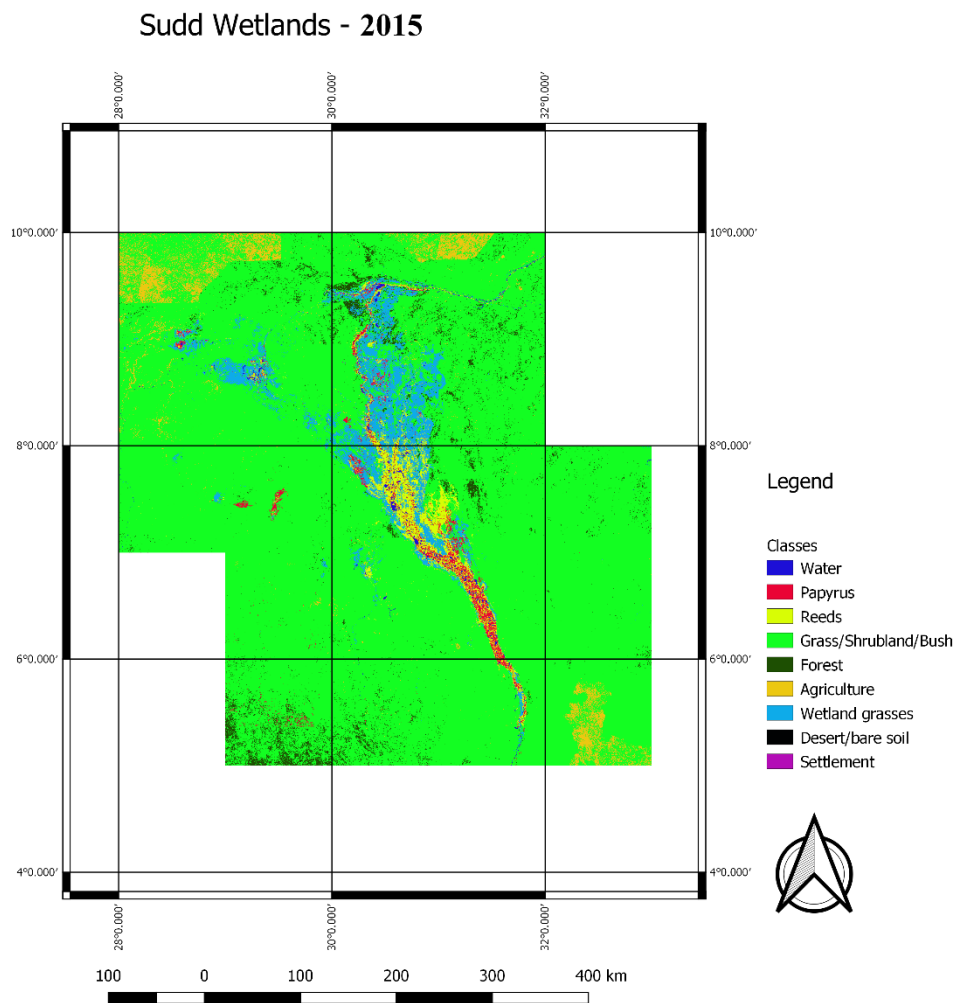 Sudd Wetlands - 2015
28°0.000′ 30°0.000′ 32°0.000′
10°0.000′ 10°0.000′
8°0.000′ 8°0.000′
6°0.000′ 6°0.000′
4°0.000′ 4°0.000′
28°0.000′ 30°0.000′ 32°0.000′
100 0 100 200 300 400 km
Legend
Classes
Water
Papyrus
Reeds
Grass/Shrubland/Bush
Forest
Agriculture
Wetland grasses
Desert/bare soil
Settlement